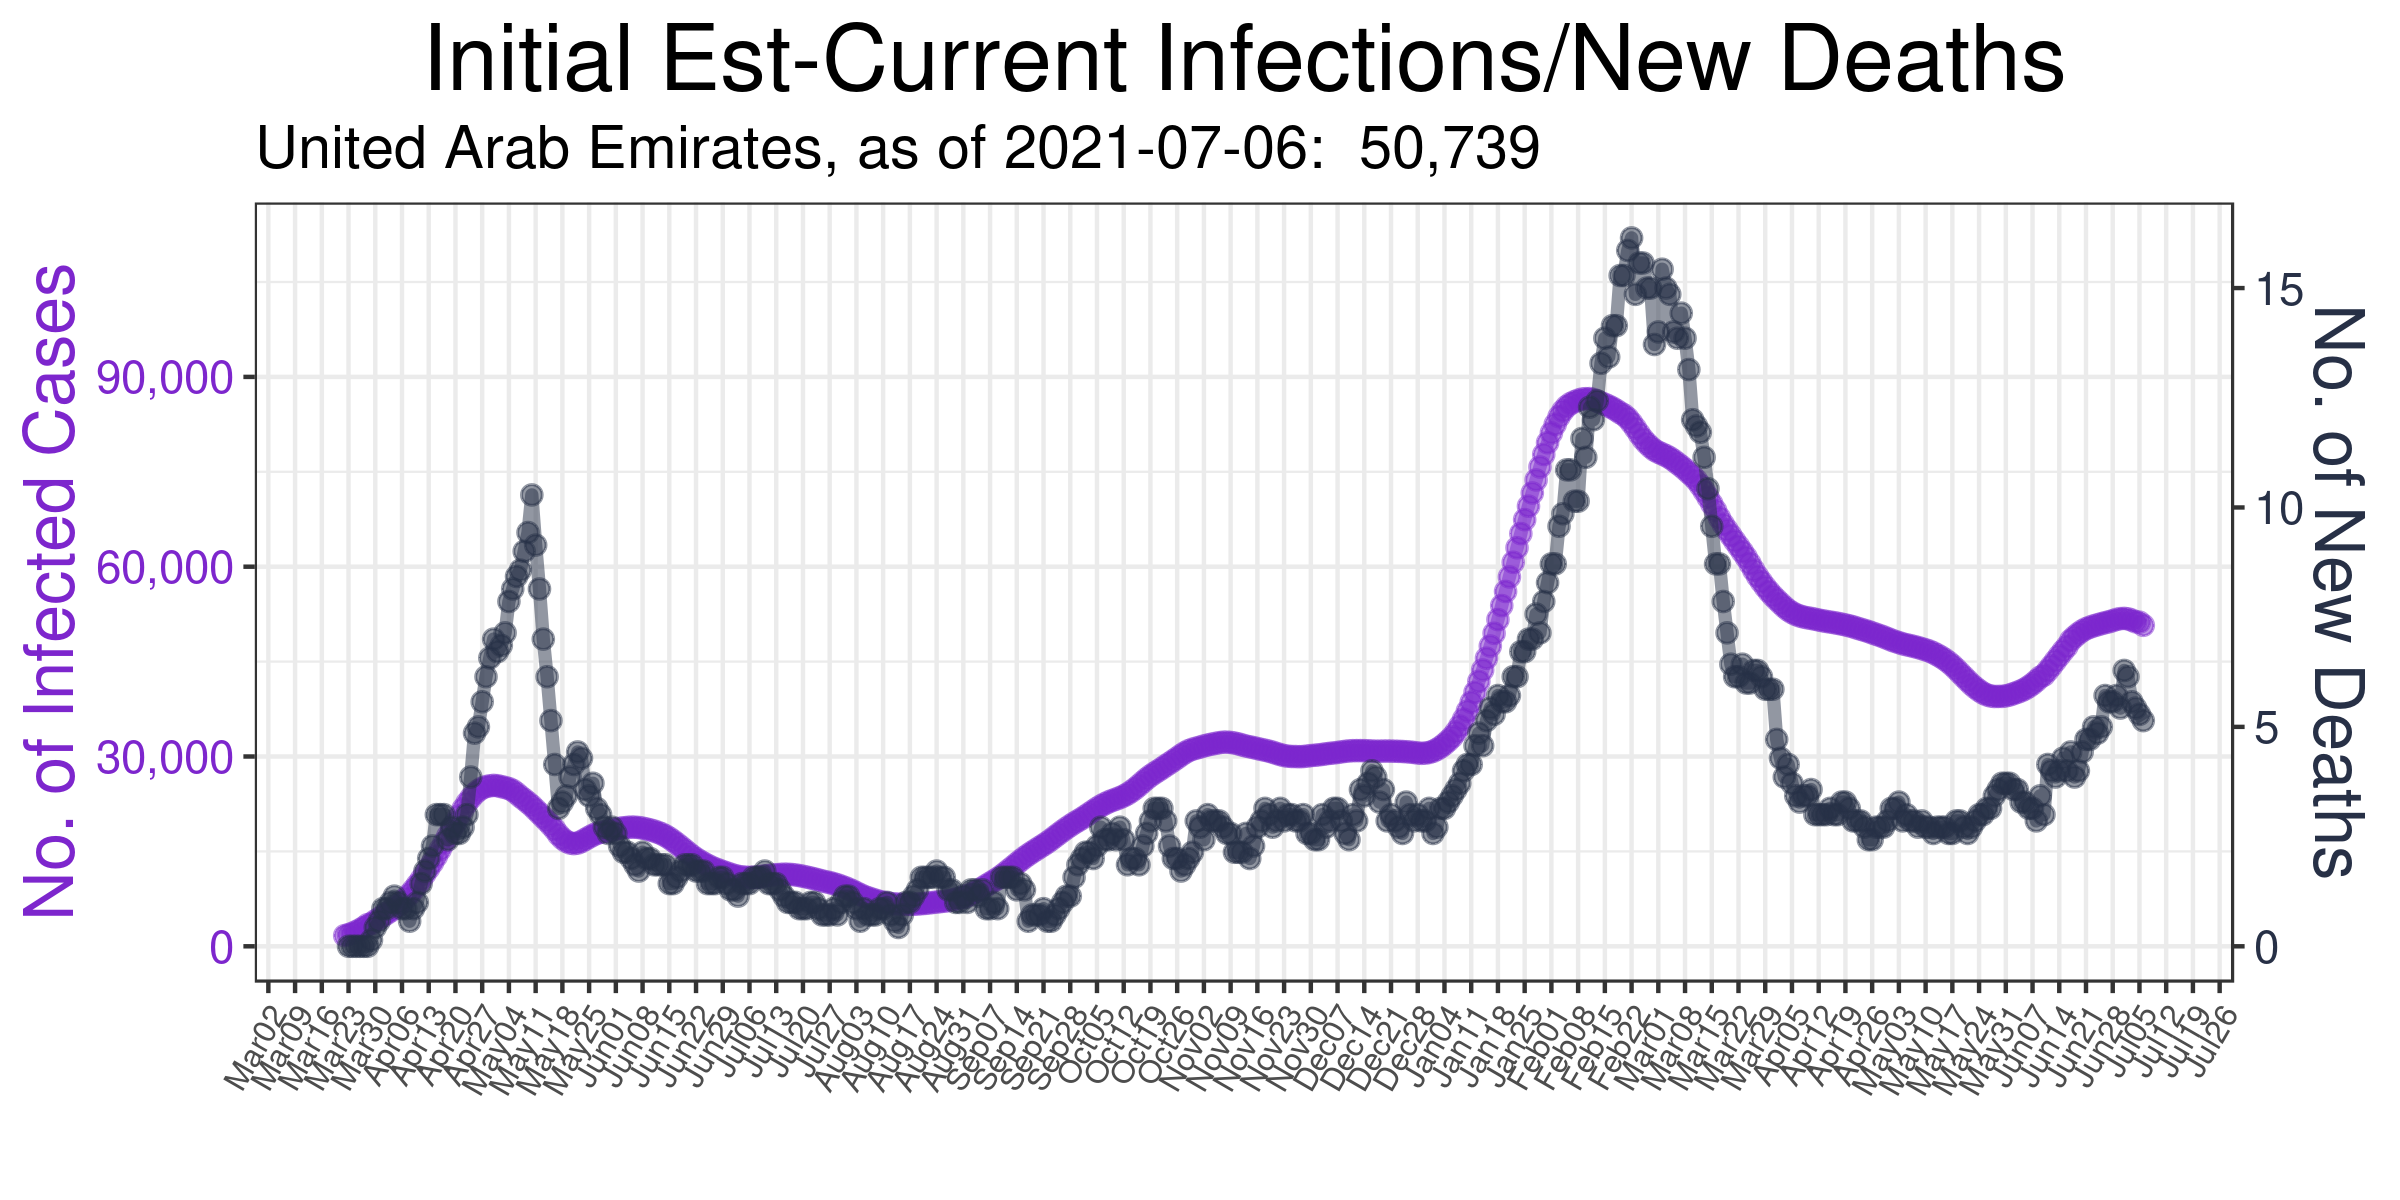 Initial Est-Current Infections/New Deaths
United Arab Emirates, as of 2021-07-06: 50,739
No. of Infected Cases
90,000
60,000
30,000
0
15
10
5
0
No. of New Deaths
Mar02
Mar09
Mar16
Mar23
Mar30
Apr06
Apr13
Apr20
Apr27
May04
May11
May18
May25
Jun01
Jun08
Jun15
Jun22
Jun29
Jul06
Jul13
Jul20
Jul27
Aug03
Aug10
Aug17
Aug24
Aug31
Sep07
Sep14
Sep21
Sep28
Oct05
Oct12
Oct19
Oct26
Nov02
Nov09
Nov16
Nov23
Nov30
Dec07
Dec14
Dec21
Dec28
Jan04
Jan11
Jan18
Jan25
Feb01
Feb08
Feb15
Feb22
Mar01
Mar08
Mar15
Mar22
Mar29
Apr05
Apr12
Apr19
Apr26
May03
May10
May17
May24
May31
Jun07
Jun14
Jun21
Jun28
Jul05
Jul12
Jul19
Jul26